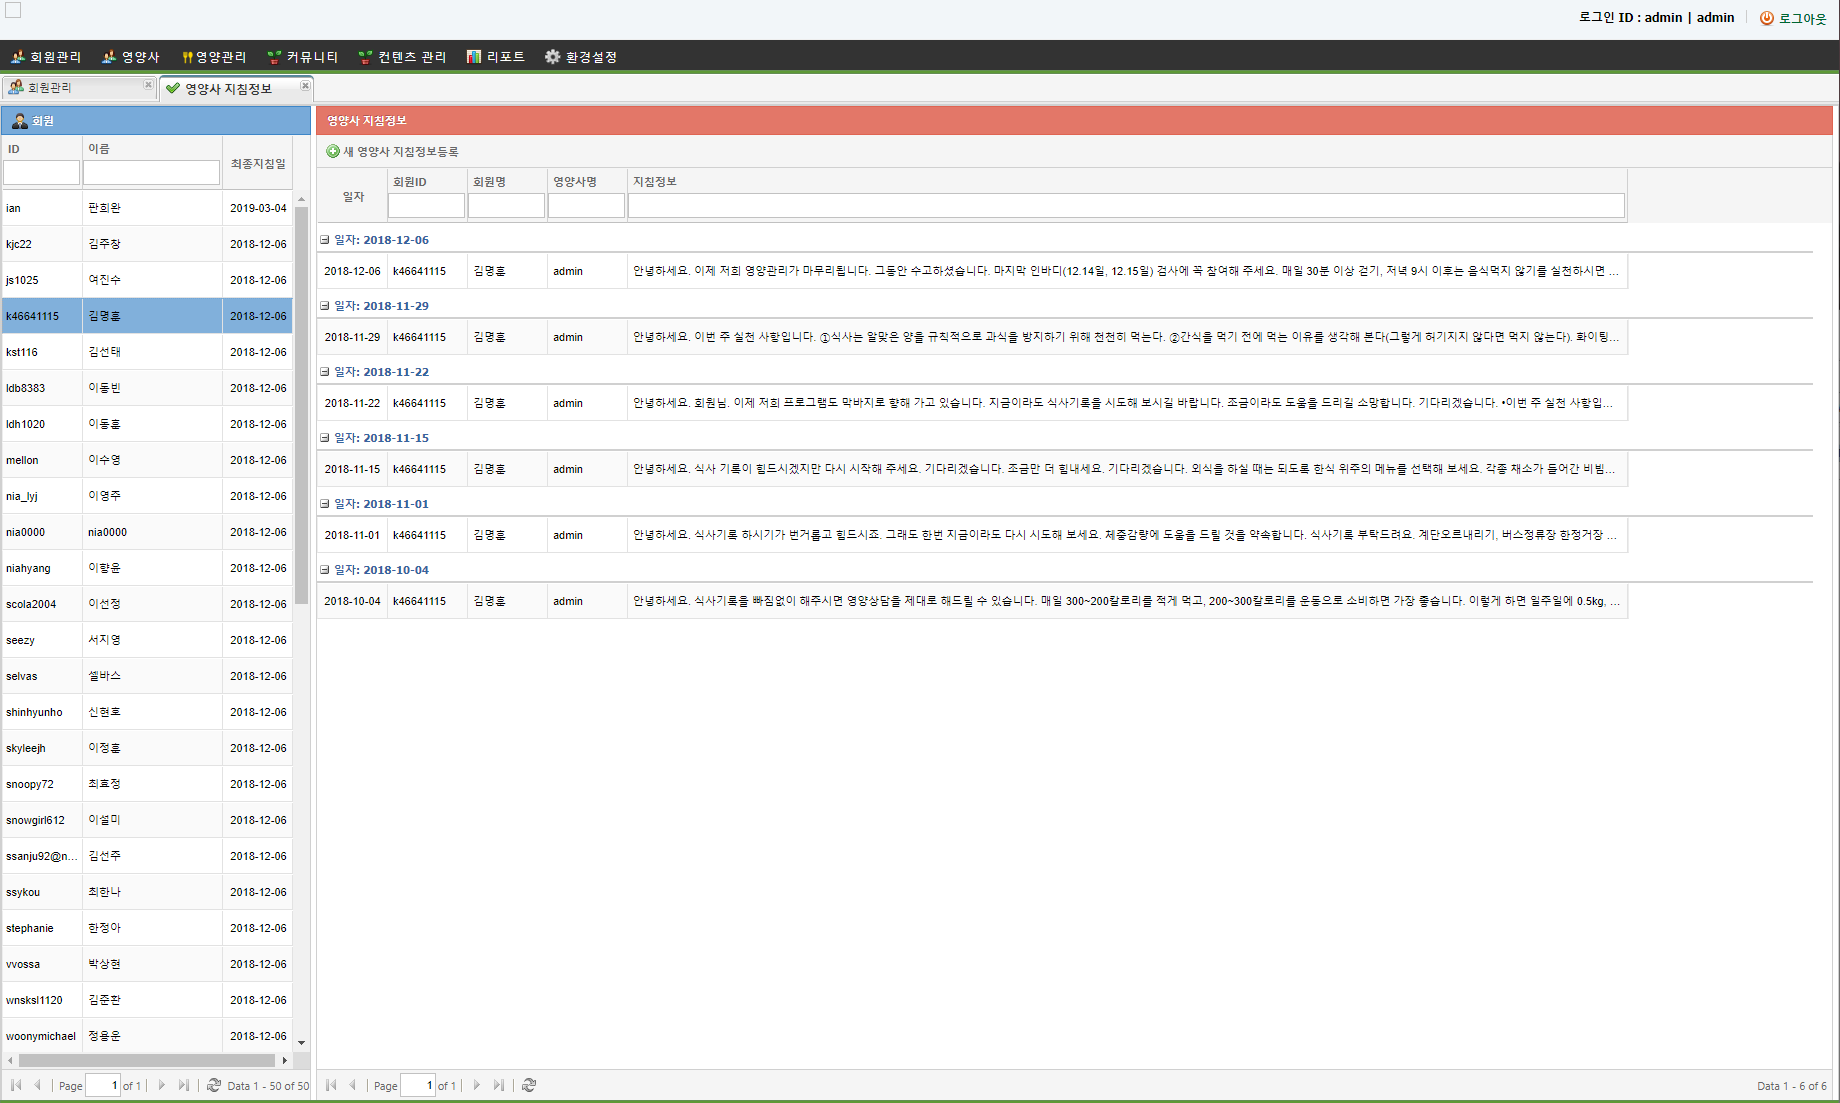 로그인 ID : admin | admin 로그아웃
회원관리 영양사 영양관리 커뮤니티 컨텐츠 관리 리포트 환경설정
회원관리 영양사 지침정보
회원
ID 이름 최종지침일
ian 판희완 2019-03-04
kjc22 김주창 2018-12-06
js1025 여진수 2018-12-06
k46641115 김명훈 2018-12-06
kst116 김선태 2018-12-06
ldb8383 이동빈 2018-12-06
ldh1020 이동훈 2018-12-06
mellon 이수영 2018-12-06
nia_lyj 이영주 2018-12-06
nia0000 nia0000 2018-12-06
niahyang 이향윤 2018-12-06
scola2004 이선정 2018-12-06
seezy 서지영 2018-12-06
selvas 셀바스 2018-12-06
shinhyunho 신현호 2018-12-06
skyleejh 이정훈 2018-12-06
snoopy72 최효정 2018-12-06
snowgirl612 이설미 2018-12-06
ssanju92@n... 김선주 2018-12-06
ssykou 최한나 2018-12-06
stephanie 한정아 2018-12-06
vvossa 박상현 2018-12-06
wnsksl1120 김준환 2018-12-06
woonymichael 정용운 2018-12-06
Page 1 of 1 Data 1 - 50 of 50
영양사 지침정보
새 영양사 지침정보등록
일자 회원ID 회원명 영양사명 지침정보
일자: 2018-12-06
2018-12-06 k46641115 김명훈 admin 안녕하세요. 이제 저희 영양관리가 마무리됩니다. 그동안 수고하셨습니다. 마지막 인바디(12.14일, 12.15일) 검사에 꼭 참여해 주세요. 매일 30분 이상 걷기, 저녁 9시 이후는 음식먹지 않기를 실천하시면 ...
일자: 2018-11-29
2018-11-29 k46641115 김명훈 admin 안녕하세요. 이번 주 실천 사항입니다. ①식사는 알맞은 양을 규칙적으로 과식을 방지하기 위해 천천히 먹는다. ②간식을 먹기 전에 먹는 이유를 생각해 본다(그렇게 허기지지 않다면 먹지 않는다). 화이팅...
일자: 2018-11-22
2018-11-22 k46641115 김명훈 admin 안녕하세요. 회원님. 이제 저희 프로그램도 막바지로 향해 가고 있습니다. 지금이라도 식사기록을 시도해 보시길 바랍니다. 조금이라도 도움을 드리길 소망합니다. 기다리겠습니다. •이번 주 실천 사항입...
일자: 2018-11-15
2018-11-15 k46641115 김명훈 admin 안녕하세요. 식사 기록이 힘드시겠지만 다시 시작해 주세요. 기다리겠습니다. 조금만 더 힘내세요. 기다리겠습니다. 외식을 하실 때는 되도록 한식 위주의 메뉴를 선택해 보세요. 각종 채소가 들어간 비빔...
일자: 2018-11-01
2018-11-01 k46641115 김명훈 admin 안녕하세요. 식사기록 하시기가 번거롭고 힘드시죠. 그래도 한번 지금이라도 다시 시도해 보세요. 체중감량에 도움을 드릴 것을 약속합니다. 식사기록 부탁드려요. 계단오르내리기, 버스정류장 한정거장 ...
일자: 2018-10-04
2018-10-04 k46641115 김명훈 admin 안녕하세요. 식사기록을 빠짐없이 해주시면 영양상담을 제대로 해드릴 수 있습니다. 매일 300~200칼로리를 적게 먹고, 200~300칼로리를 운동으로 소비하면 가장 좋습니다. 이렇게 하면 일주일에 0.5kg, ...
Page 1 of 1 Data 1 - 6 of 6